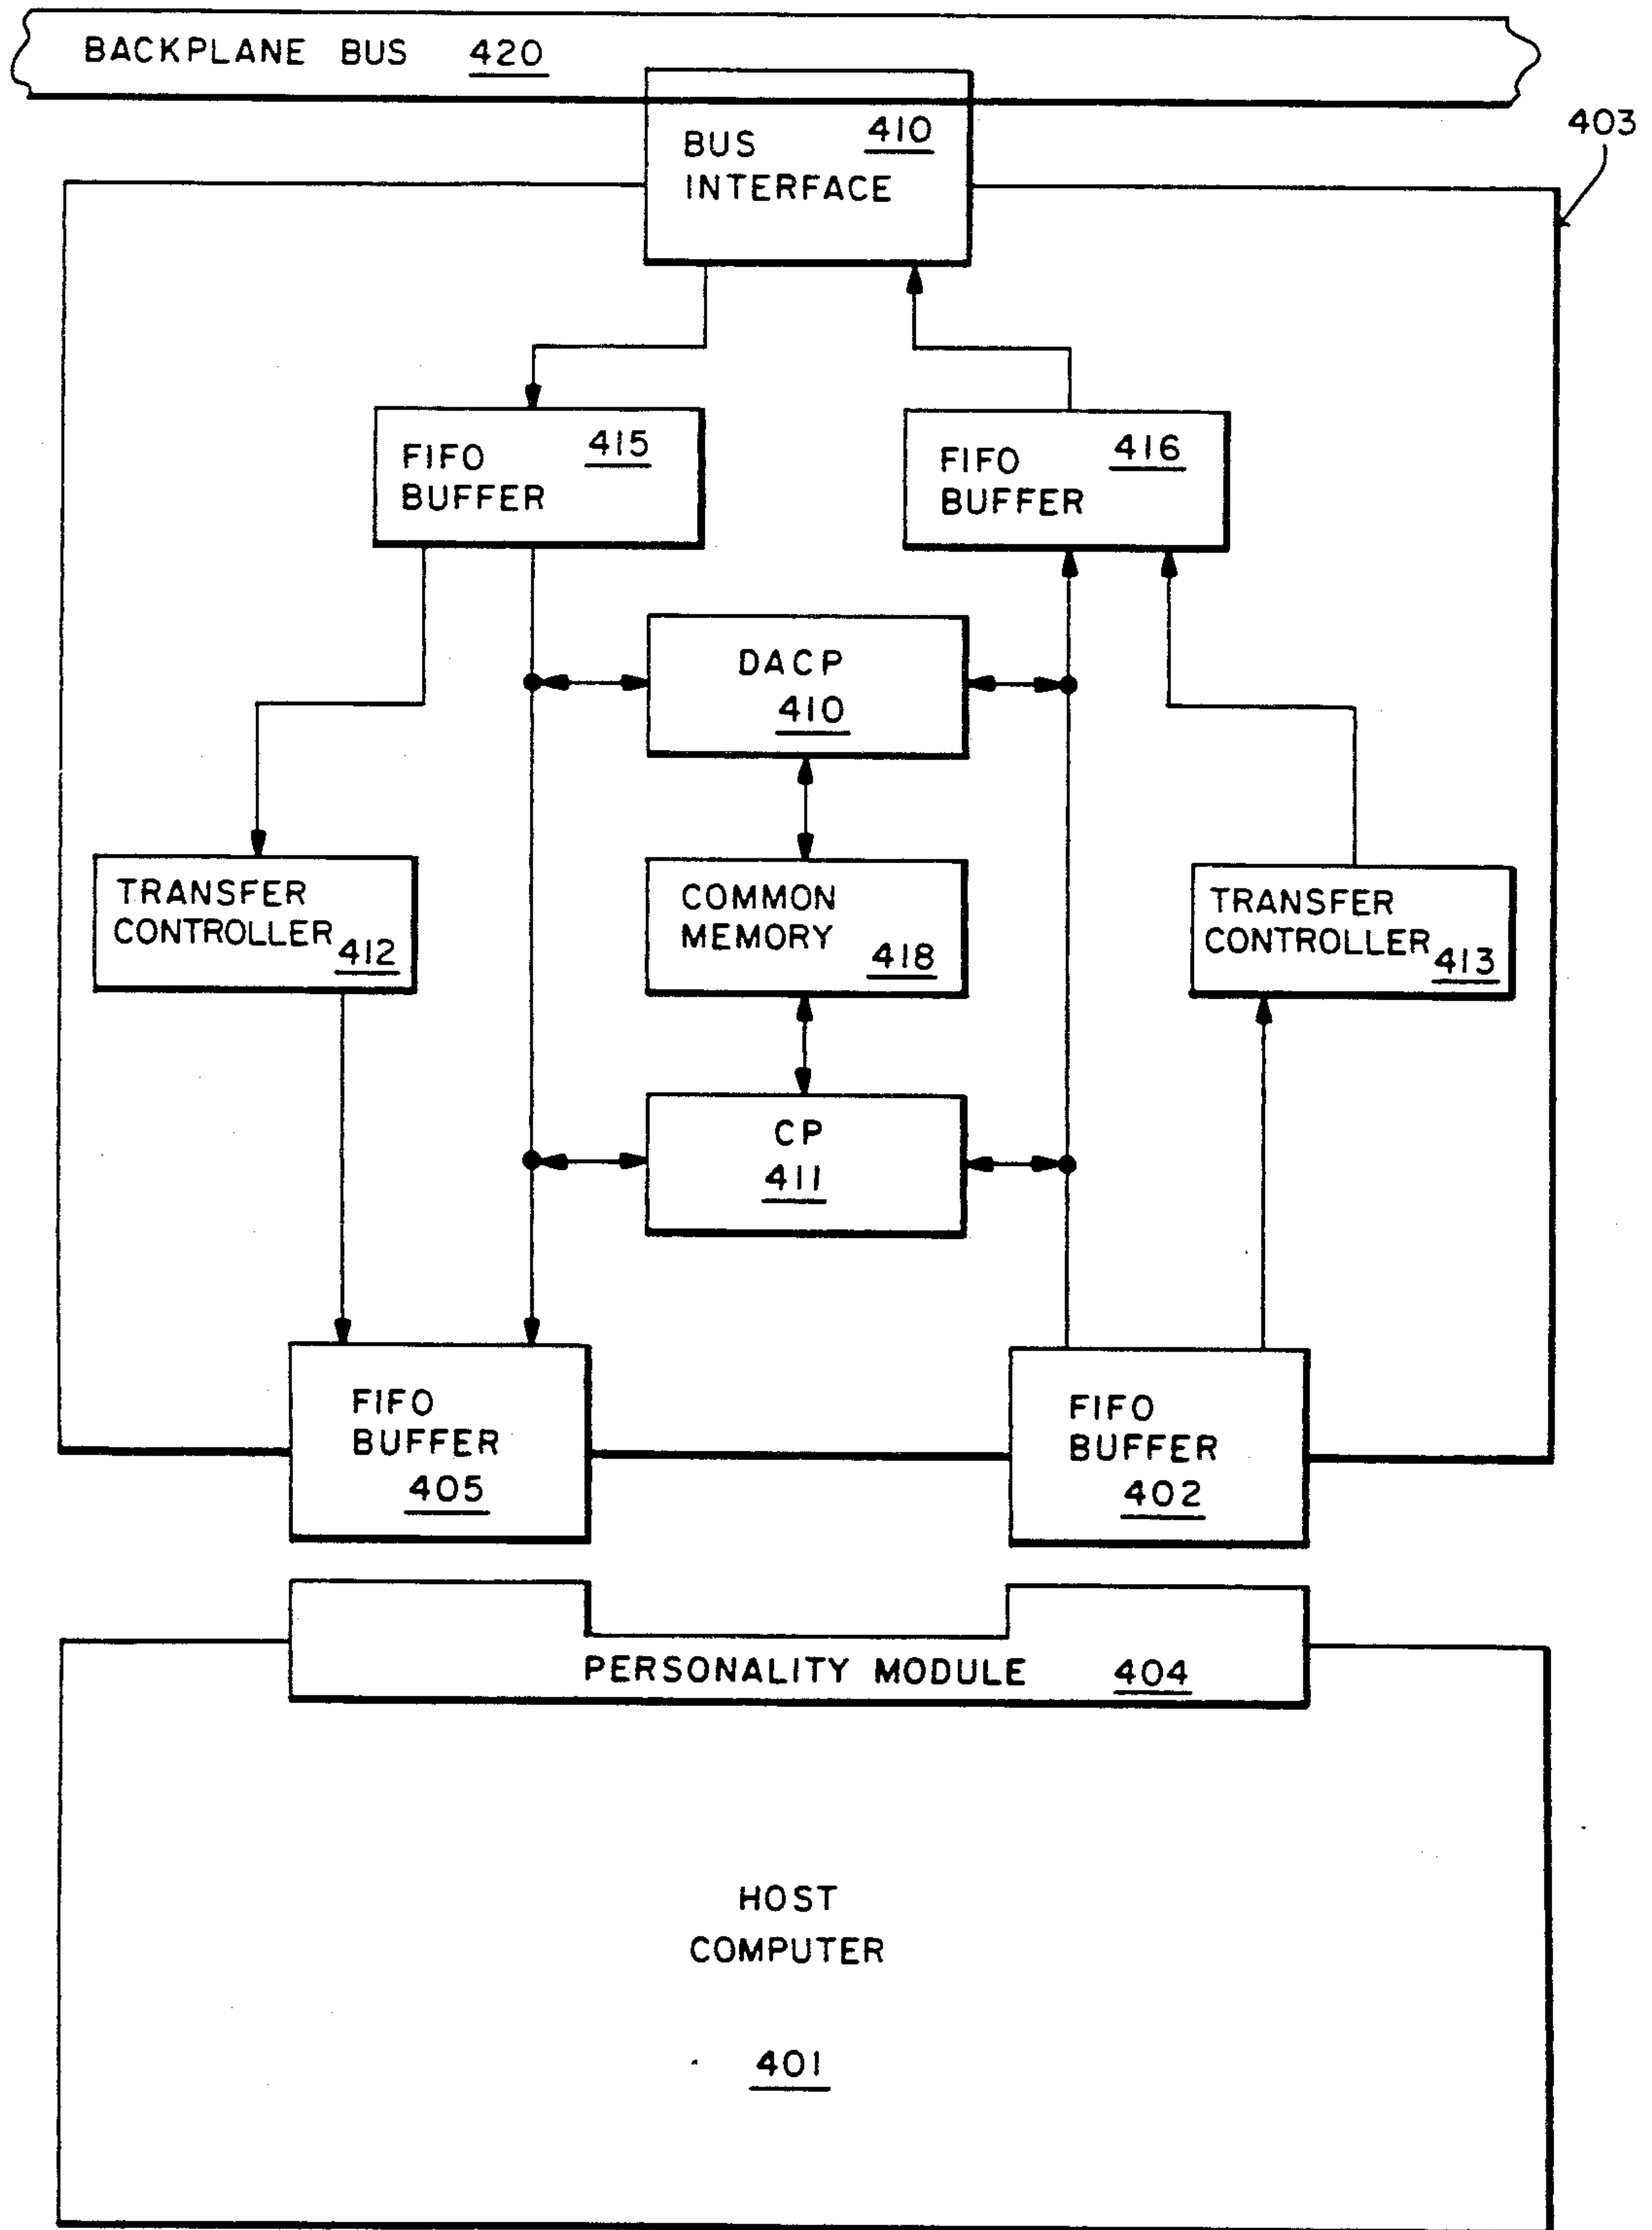 BACKPLANE BUS 420
403
BUS 410
INTERFACE
FIFO 415
BUFFER
FIFO 416
BUFFER
DACP
410
TRANSFER
CONTROLLER 412
COMMON
MEMORY 418
TRANSFER
CONTROLLER 413
CP
411
FIFO
BUFFER
405
FIFO
BUFFER
402
PERSONALITY MODULE 404
HOST
COMPUTER
401